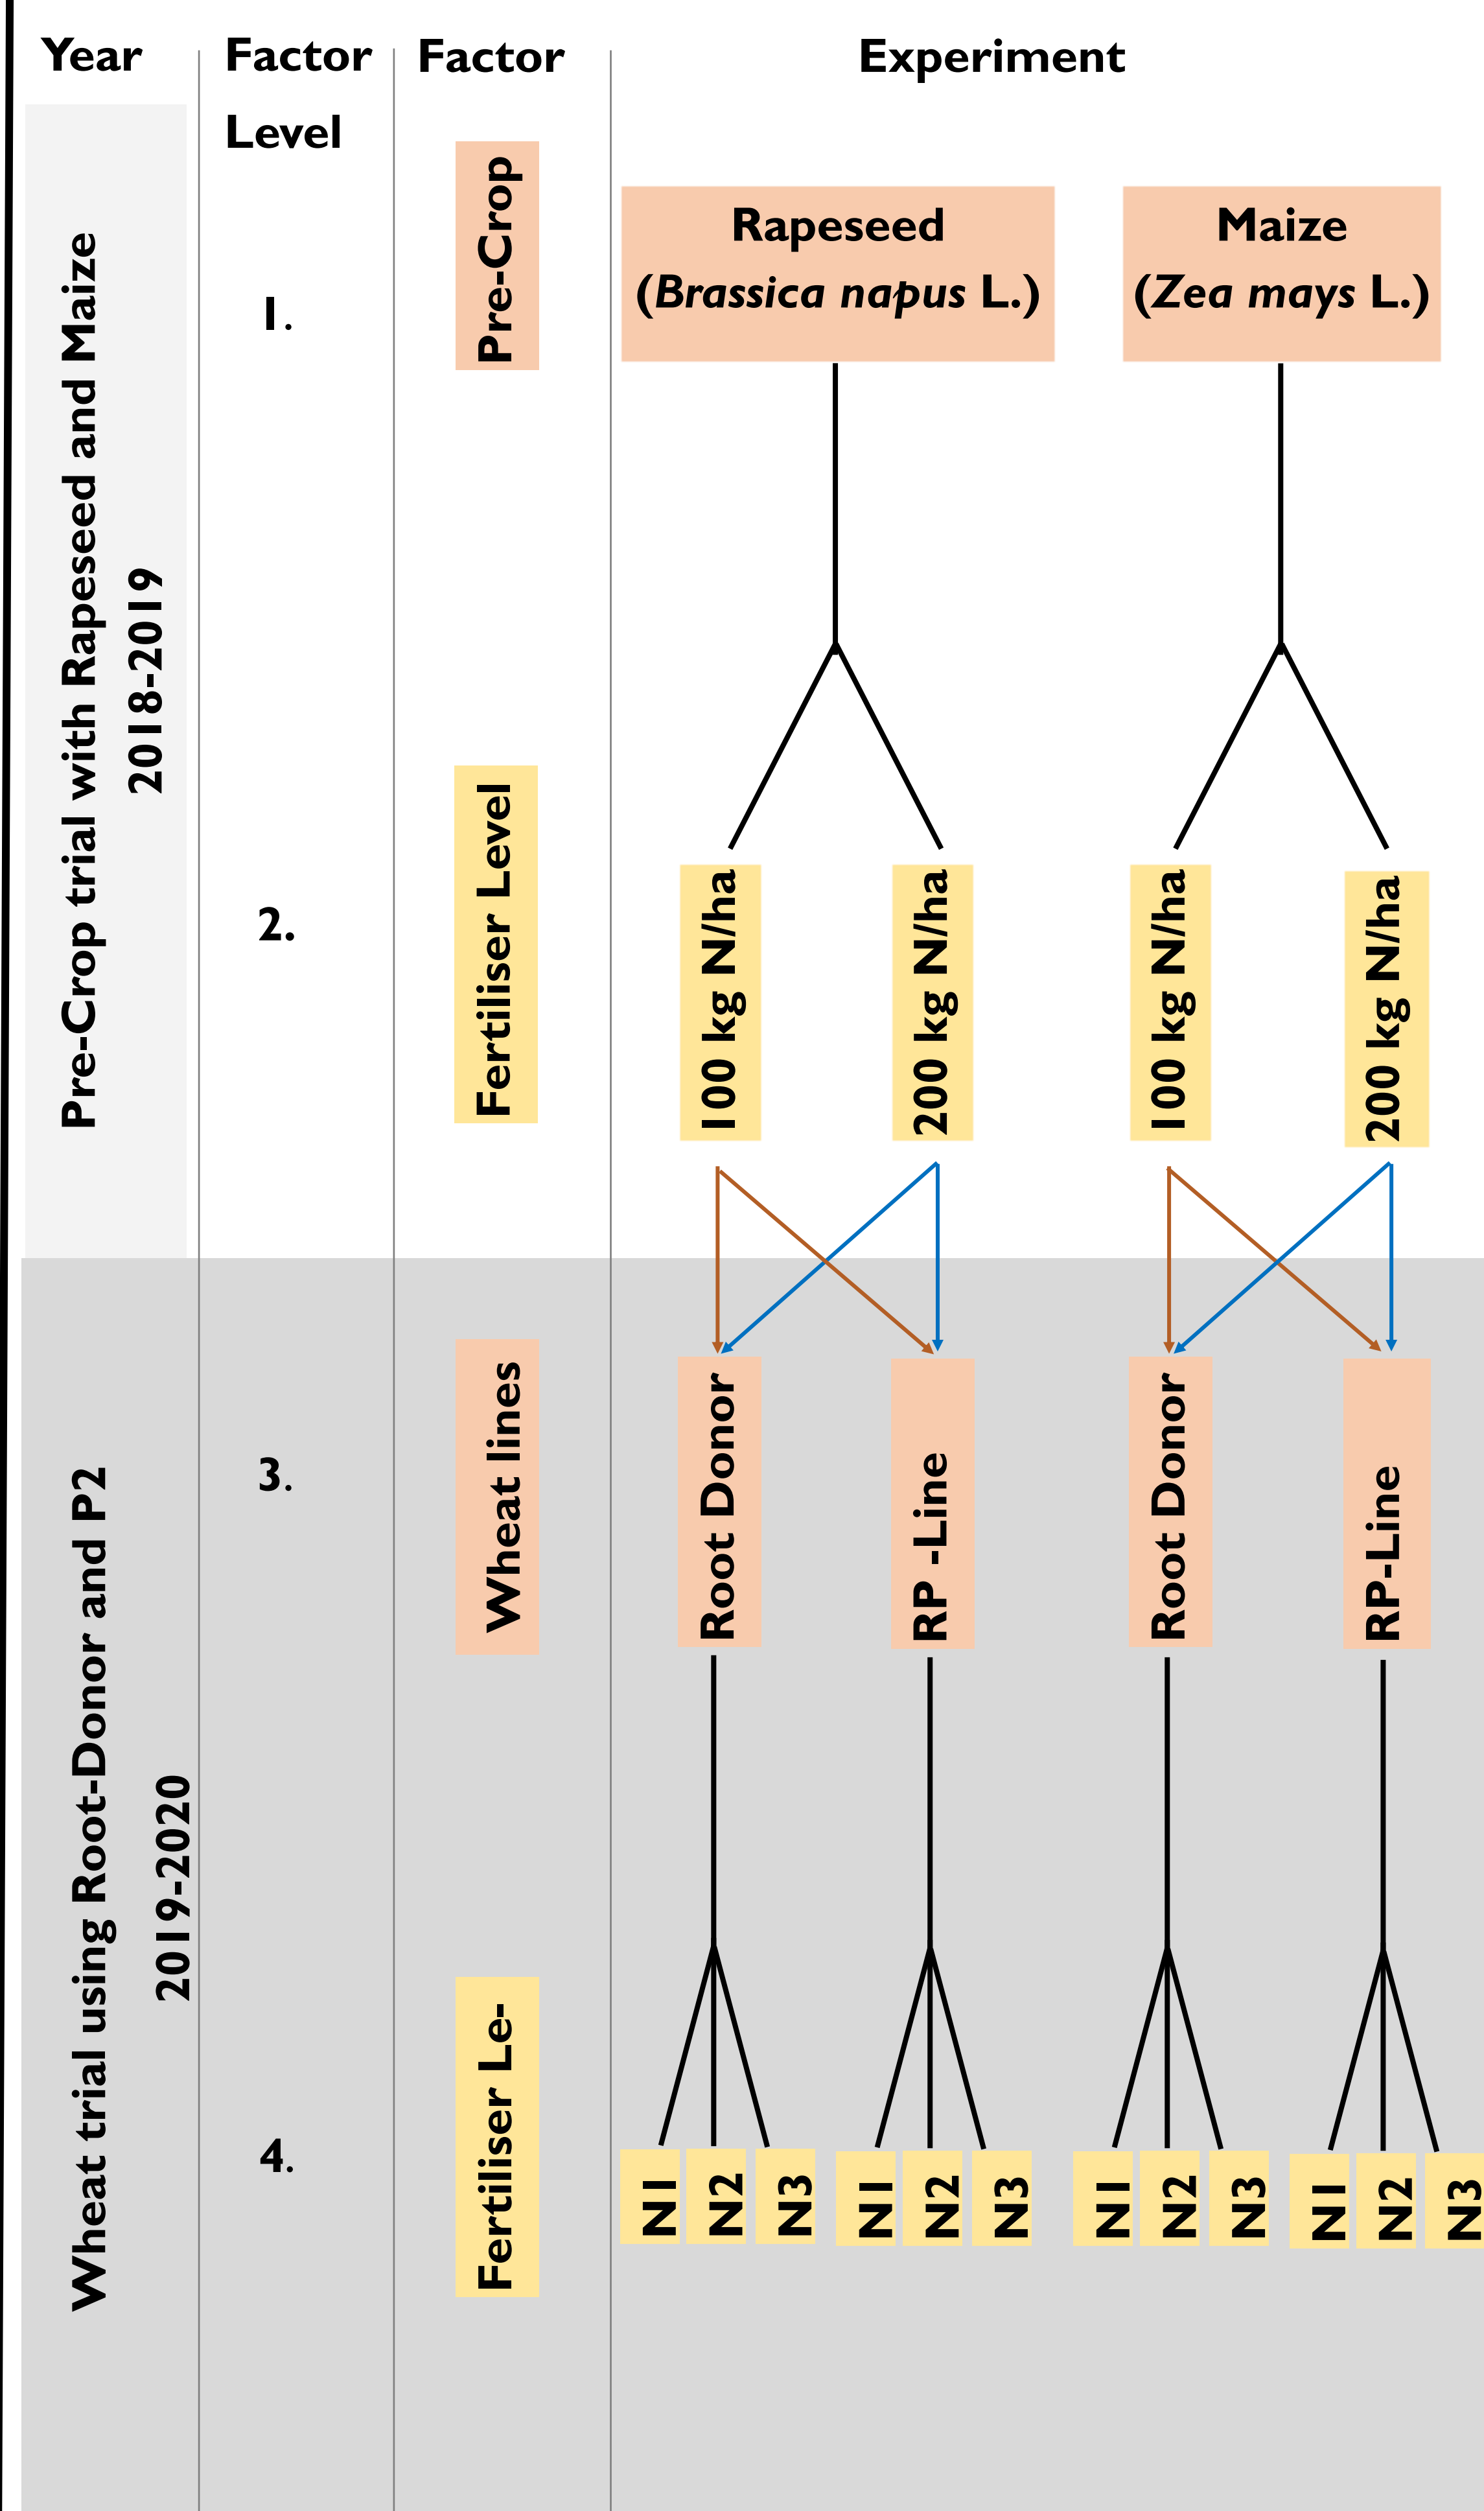 Year
Factor
Level
Factor
Experiment
Pre-Crop trial with Rapeseed and Maize
2018-2019
1.
Pre-Crop
Rapeseed
(Brassica napus L.)
Maize
(Zea mays L.)
2.
Fertiliser Level
100 kg N/ha
200 kg N/ha
100 kg N/ha
200 kg N/ha
Wheat trial using Root-Donor and P2
2019-2020
3.
Wheat lines
Root Donor
RP -Line
Root Donor
RP-Line
4.
Fertiliser Le-
N1
N2
N3
N1
N2
N3
N1
N2
N3
N1
N2
N3